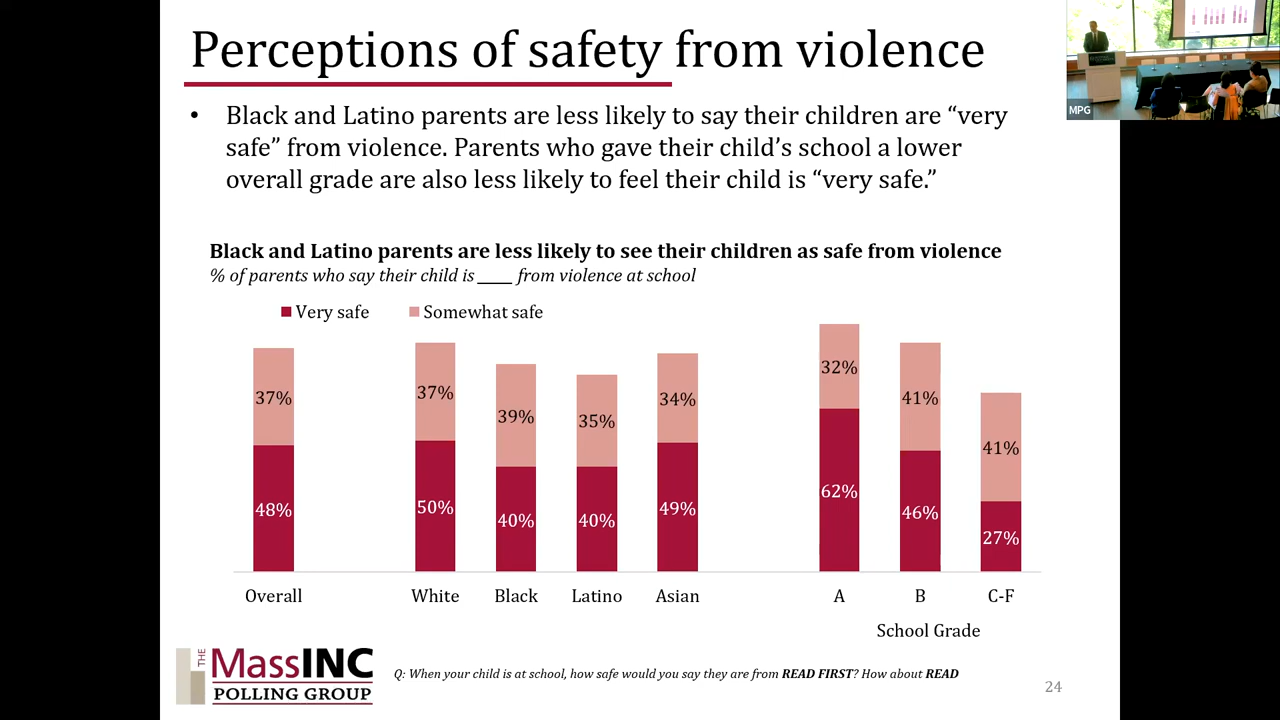 Perceptions of safety from violence
MPG
• Black and Latino parents are less likely to say their children are “very
safe” from violence. Parents who gave their child’s school a lower
overall grade are also less likely to feel their child is “very safe.”
Black and Latino parents are less likely to see their children as safe from violence
% of parents who say their child is _____ from violence at school
Very safe Somewhat safe
37% 37% 39% 35% 34% 32% 41% 41%
48% 50% 40% 40% 49% 62% 46% 27%
Overall White Black Latino Asian A B C-F
School Grade
THE MassINC
POLLING GROUP
Q: When your child is at school, how safe would you say they are from READ FIRST? How about READ
24